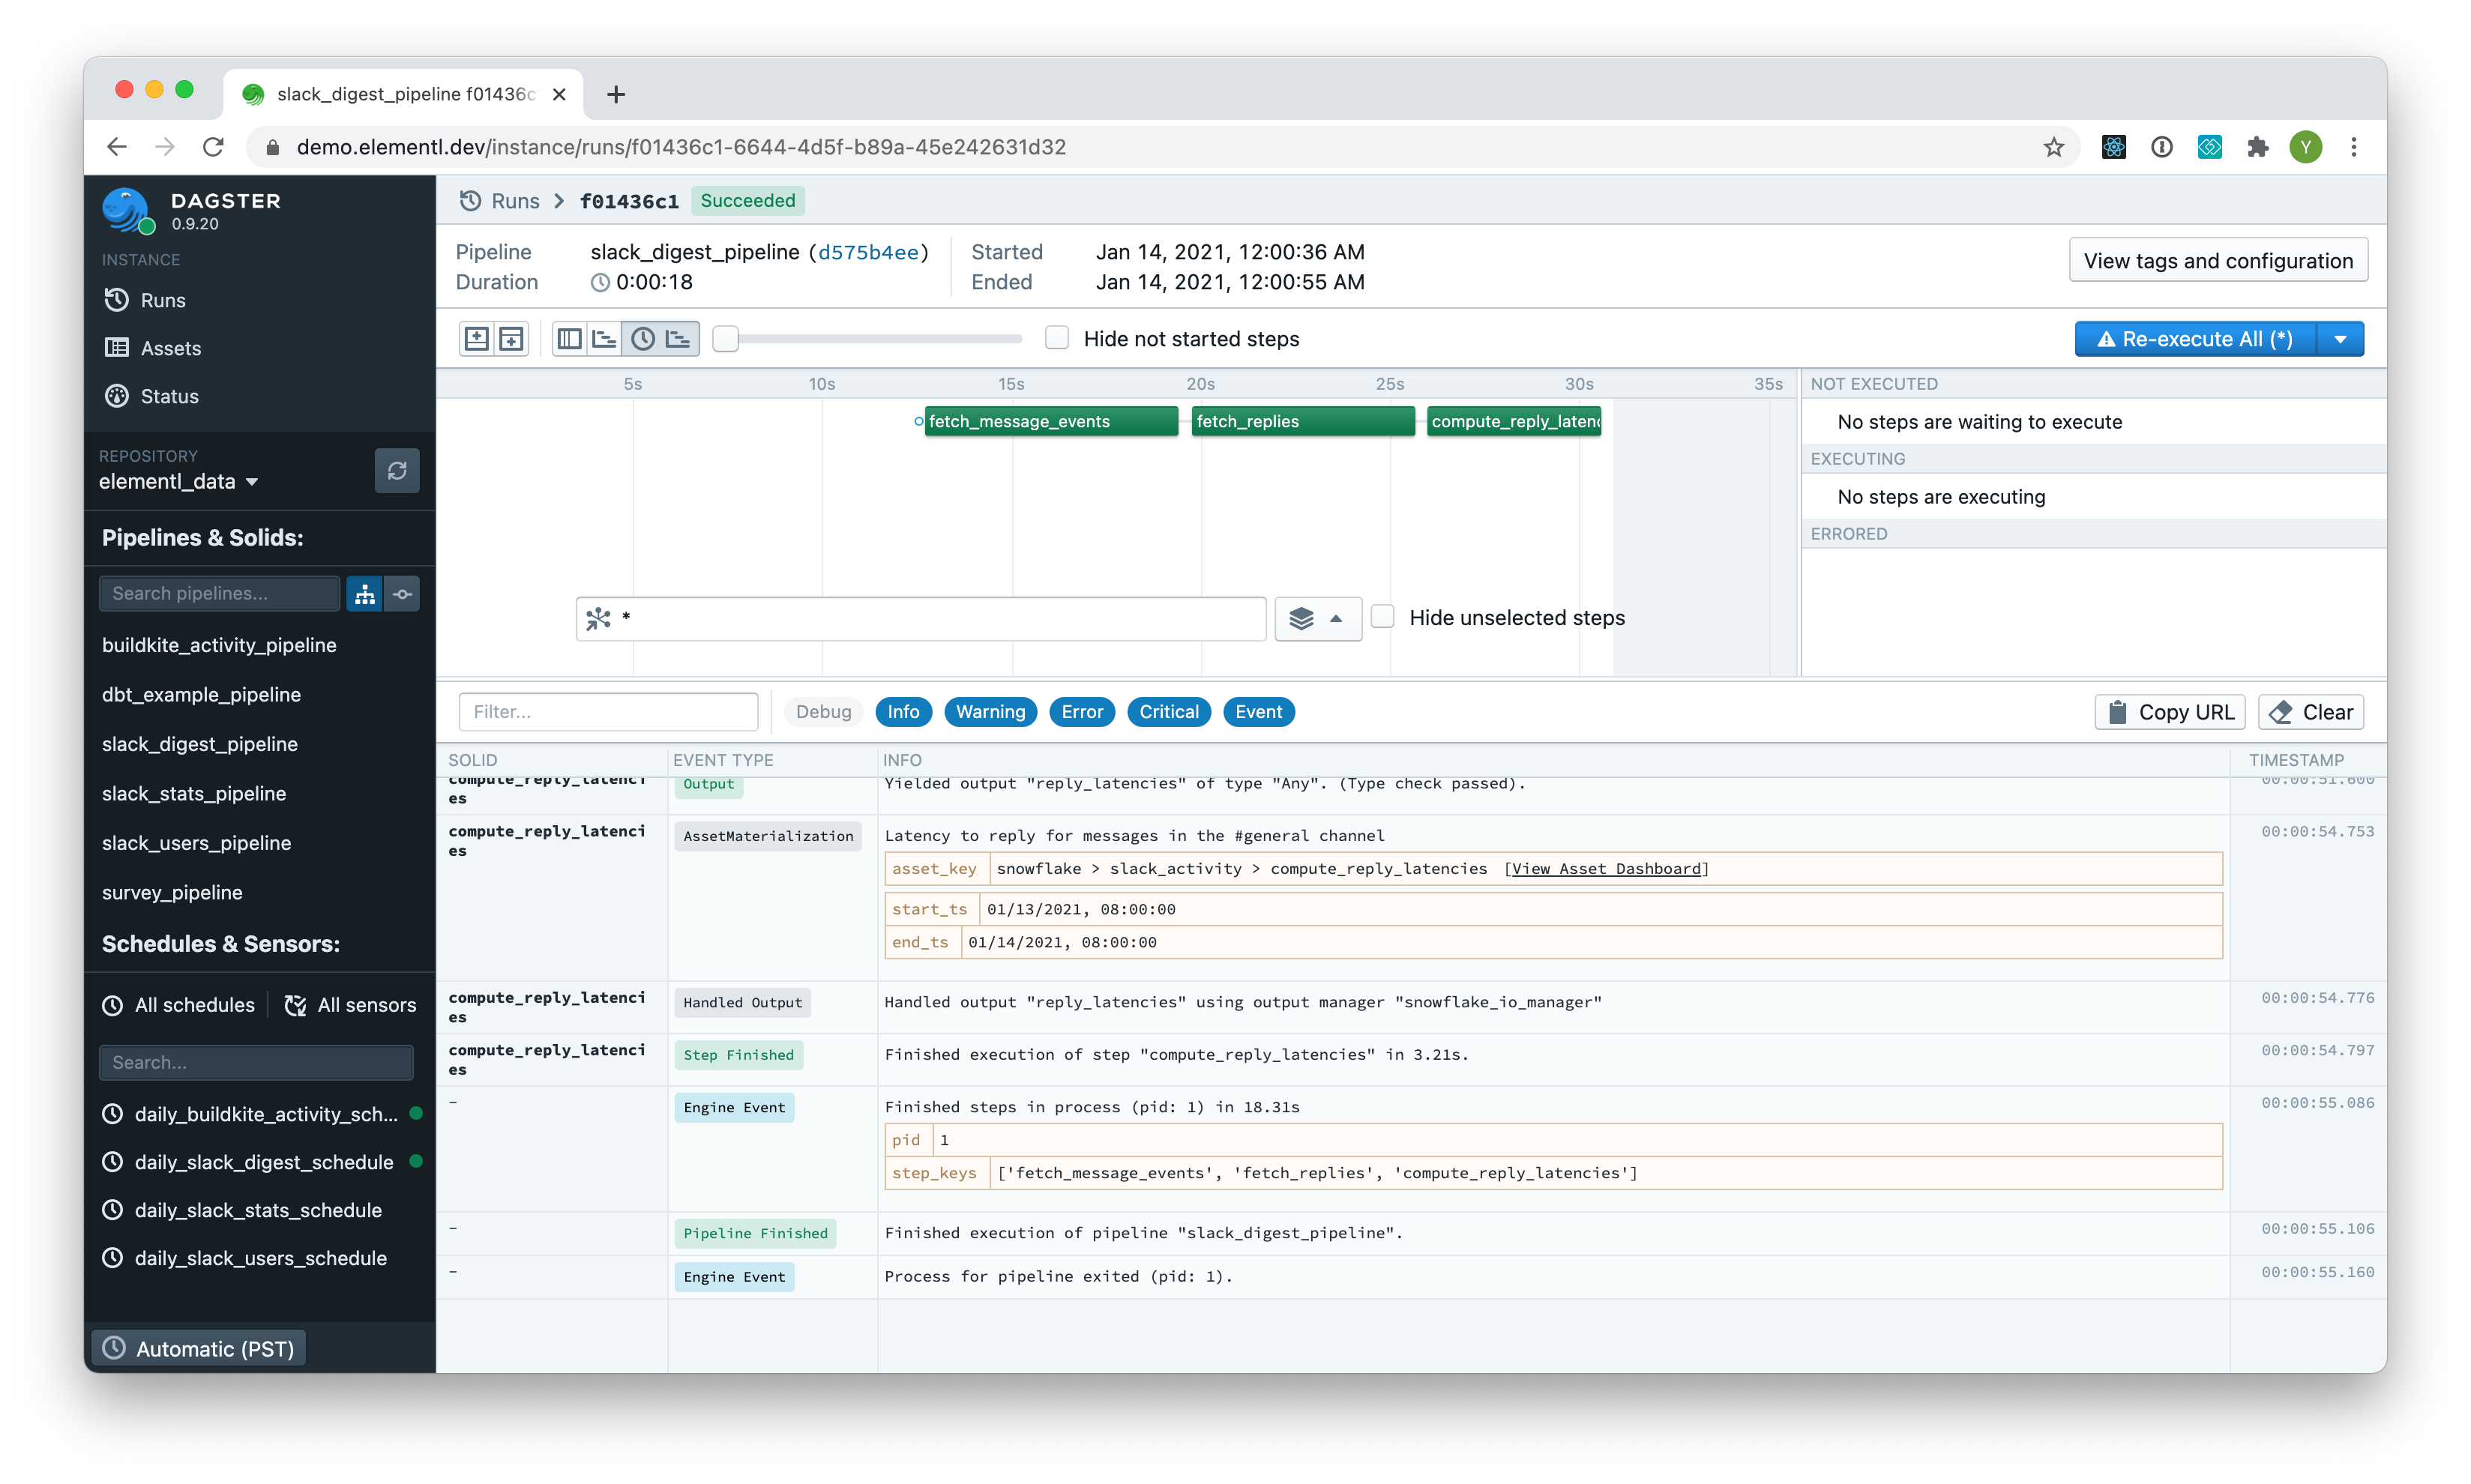 slack_digest_pipeline f01436c
demo.elementl.dev/instance/runs/f01436c1-6644-4d5f-b89a-45e242631d32
Y
DAGSTER
0.9.20
INSTANCE
Runs
Assets
Status
REPOSITORY
elementl_data
Pipelines & Solids:
Search pipelines...
buildkite_activity_pipeline
dbt_example_pipeline
slack_digest_pipeline
slack_stats_pipeline
slack_users_pipeline
survey_pipeline
Schedules & Sensors:
All schedules
All sensors
Search...
daily_buildkite_activity_sch...
daily_slack_digest_schedule
daily_slack_stats_schedule
daily_slack_users_schedule
Automatic (PST)
Runs > f01436c1 Succeeded
Pipeline slack_digest_pipeline (d575b4ee)
Duration 0:00:18
Started Jan 14, 2021, 12:00:36 AM
Ended Jan 14, 2021, 12:00:55 AM
View tags and configuration
Hide not started steps
Re-execute All (*)
5s 10s 15s 20s 25s 30s 35s
fetch_message_events fetch_replies compute_reply_laten
NOT EXECUTED
No steps are waiting to execute
EXECUTING
No steps are executing
ERRORED
*
Hide unselected steps
Filter...
Debug Info Warning Error Critical Event
Copy URL
Clear
SOLID EVENT TYPE INFO TIMESTAMP
compute_reply_latenci
es
Output
Yielded output "reply_latencies" of type "Any". (Type check passed).
00:00:51.600
compute_reply_latenci
es
AssetMaterialization
Latency to reply for messages in the #general channel
00:00:54.753
asset_key snowflake > slack_activity > compute_reply_latencies [View Asset Dashboard]
start_ts 01/13/2021, 08:00:00
end_ts 01/14/2021, 08:00:00
compute_reply_latenci
es
Handled Output
Handled output "reply_latencies" using output manager "snowflake_io_manager"
00:00:54.776
compute_reply_latenci
es
Step Finished
Finished execution of step "compute_reply_latencies" in 3.21s.
00:00:54.797
–
Engine Event
Finished steps in process (pid: 1) in 18.31s
00:00:55.086
pid 1
step_keys ['fetch_message_events', 'fetch_replies', 'compute_reply_latencies']
–
Pipeline Finished
Finished execution of pipeline "slack_digest_pipeline".
00:00:55.106
–
Engine Event
Process for pipeline exited (pid: 1).
00:00:55.160